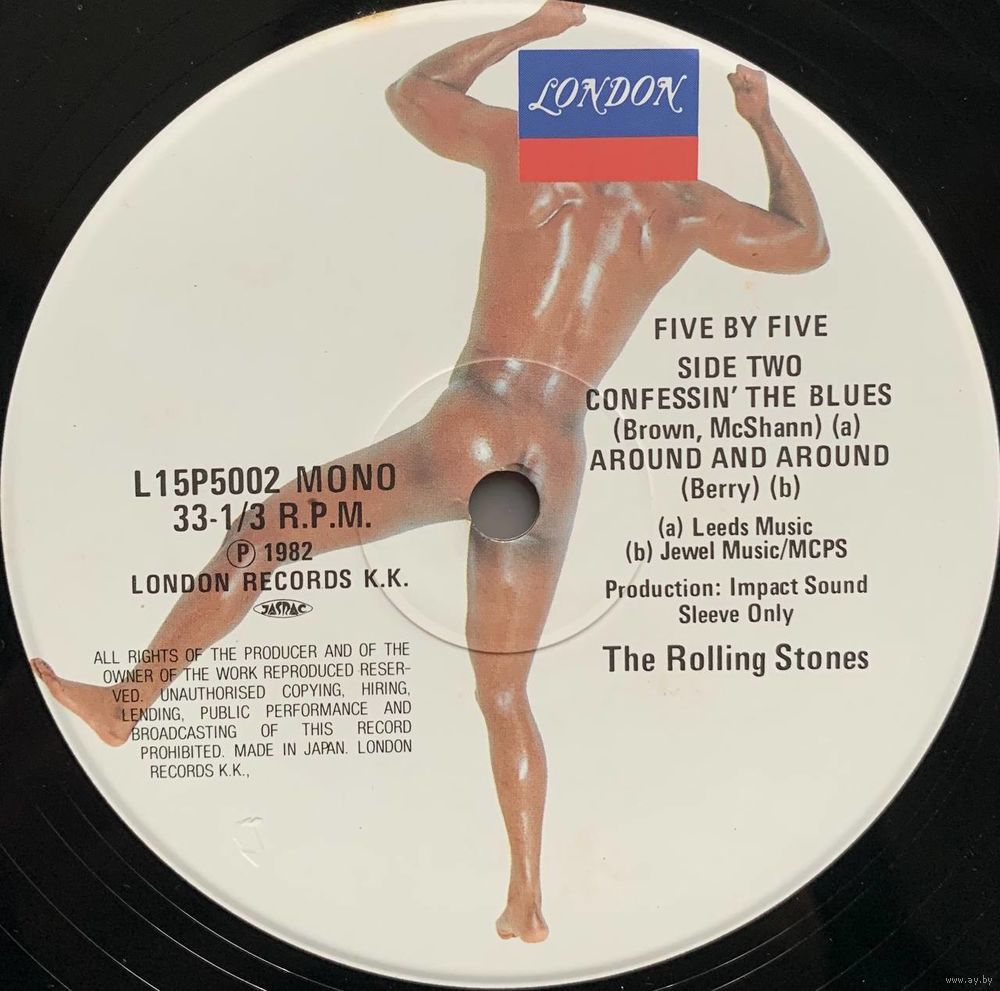 LONDON
FIVE BY FIVE
SIDE TWO
CONFESSIN' THE BLUES
(Brown, McShann) (a)
AROUND AND AROUND
(Berry) (b)
(a) Leeds Music
(b) Jewel Music/MCPS
Production: Impact Sound
Sleeve Only
The Rolling Stones
L15P5002 MONO
33-1/3 R.P.M.
Ⓟ 1982
LONDON RECORDS K.K.
JASRAC
ALL RIGHTS OF THE PRODUCER AND OF THE
OWNER OF THE WORK REPRODUCED RESER-
VED. UNAUTHORISED COPYING, HIRING,
LENDING, PUBLIC PERFORMANCE AND
BROADCASTING OF THIS RECORD
PROHIBITED. MADE IN JAPAN. LONDON
RECORDS K.K.,
www.ay.by